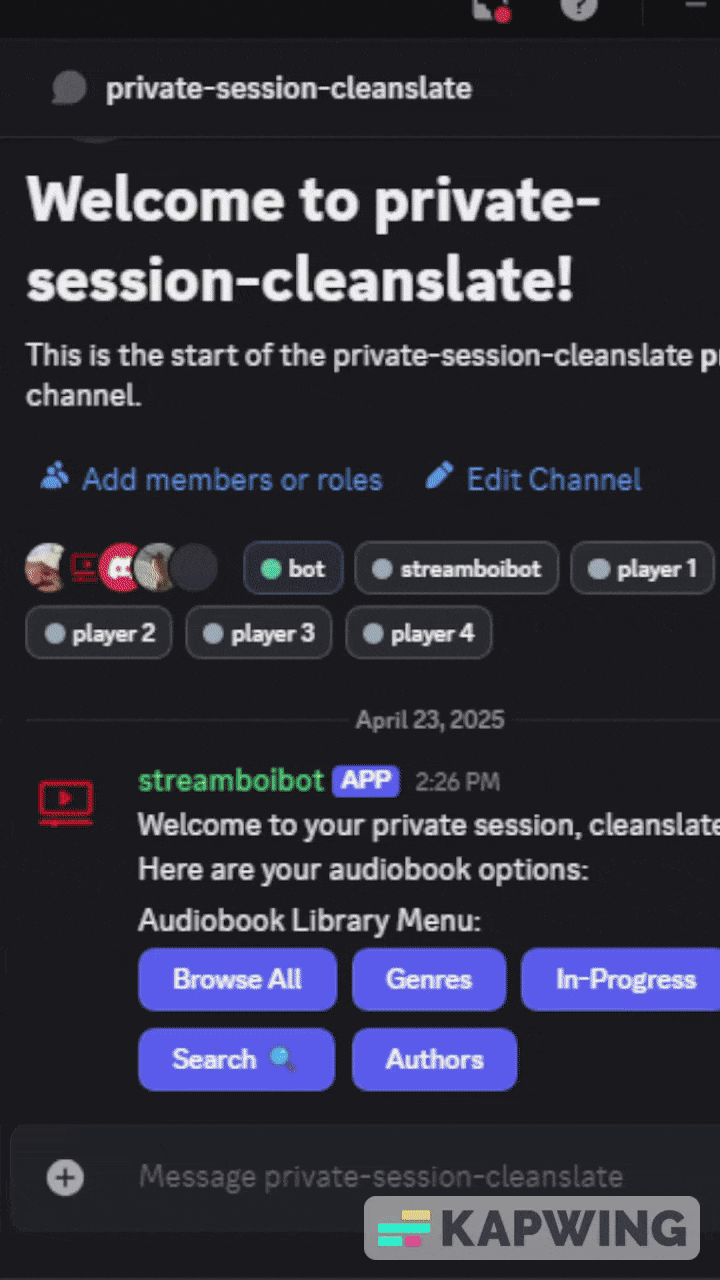 private-session-cleanslate
Welcome to private-
session-cleanslate!
This is the start of the private-session-cleanslate
channel.
Add members or roles Edit Channel
bot streamboibot player 1
player 2 player 3 player 4
April 23, 2025
streamboibot APP 2:26 PM
Welcome to your private session, cleanslate
Here are your audiobook options:
Audiobook Library Menu:
Browse All Genres In-Progress
Search Authors
Message private-session-cleanslate
KAPWING